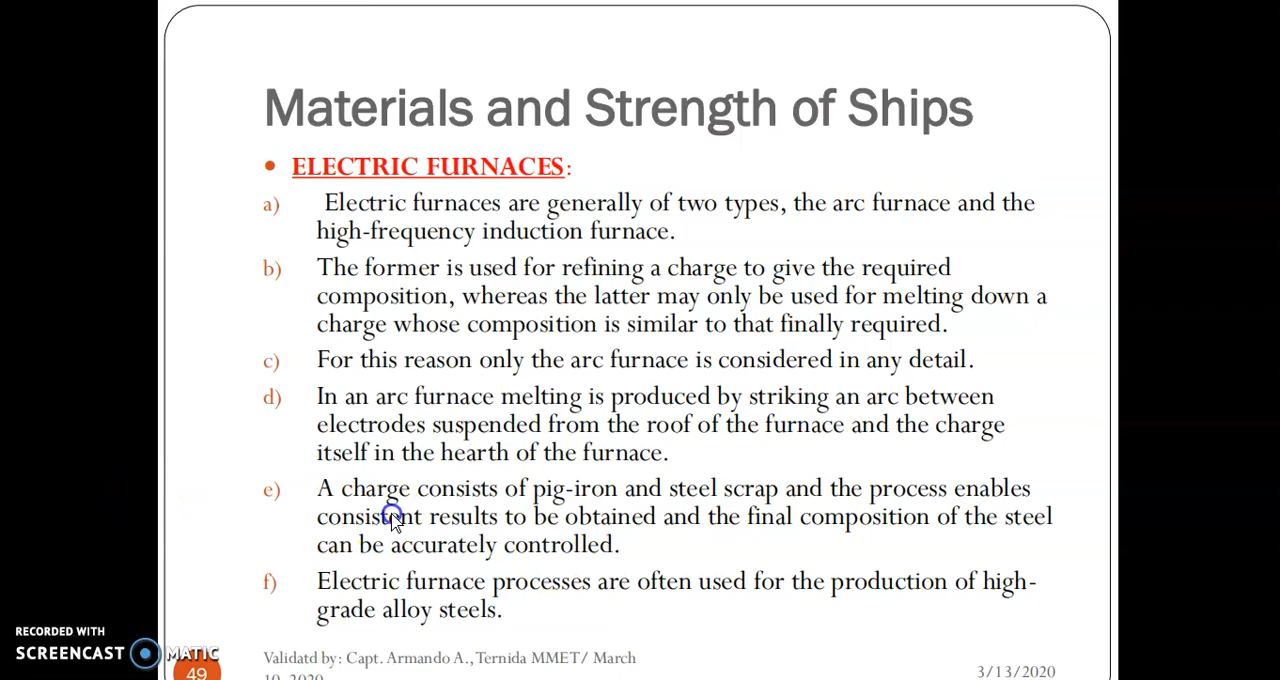 Materials and Strength of Ships
• ELECTRIC FURNACES:
a) Electric furnaces are generally of two types, the arc furnace and the
high-frequency induction furnace.
b) The former is used for refining a charge to give the required
composition, whereas the latter may only be used for melting down a
charge whose composition is similar to that finally required.
c) For this reason only the arc furnace is considered in any detail.
d) In an arc furnace melting is produced by striking an arc between
electrodes suspended from the roof of the furnace and the charge
itself in the hearth of the furnace.
e) A charge consists of pig-iron and steel scrap and the process enables
consistent results to be obtained and the final composition of the steel
can be accurately controlled.
f) Electric furnace processes are often used for the production of high-
grade alloy steels.
RECORDED WITH
SCREENCAST MATIC
49
Validatd by: Capt. Armando A., Ternida MMET/ March
10, 2020
3/13/2020